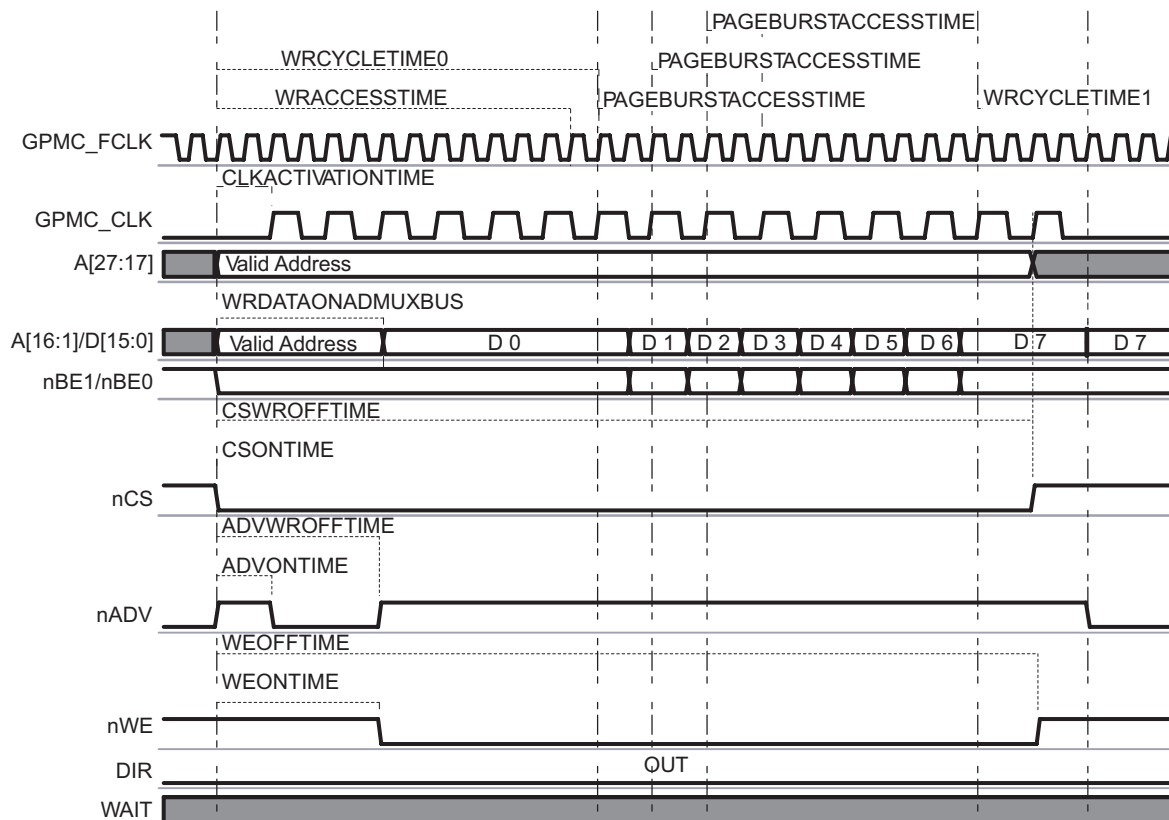 PAGEBURSTACCESSTIME
WRCYCLETIME0
PAGEBURSTACCESSTIME
WRACCESSTIME
PAGEBURSTACCESSTIME
WRCYCLETIME1
GPMC_FCLK
CLKACTIVATIONTIME
GPMC_CLK
A[27:17]
Valid Address
WRDATAONADMUXBUS
A[16:1]/D[15:0]
Valid Address
D 0
D 1
D 2
D 3
D 4
D 5
D 6
D 7
D 7
nBE1/nBE0
CSWROFFTIME
CSONTIME
nCS
ADVWROFFTIME
ADVONTIME
nADV
WEOFFTIME
WEONTIME
nWE
DIR
OUT
WAIT